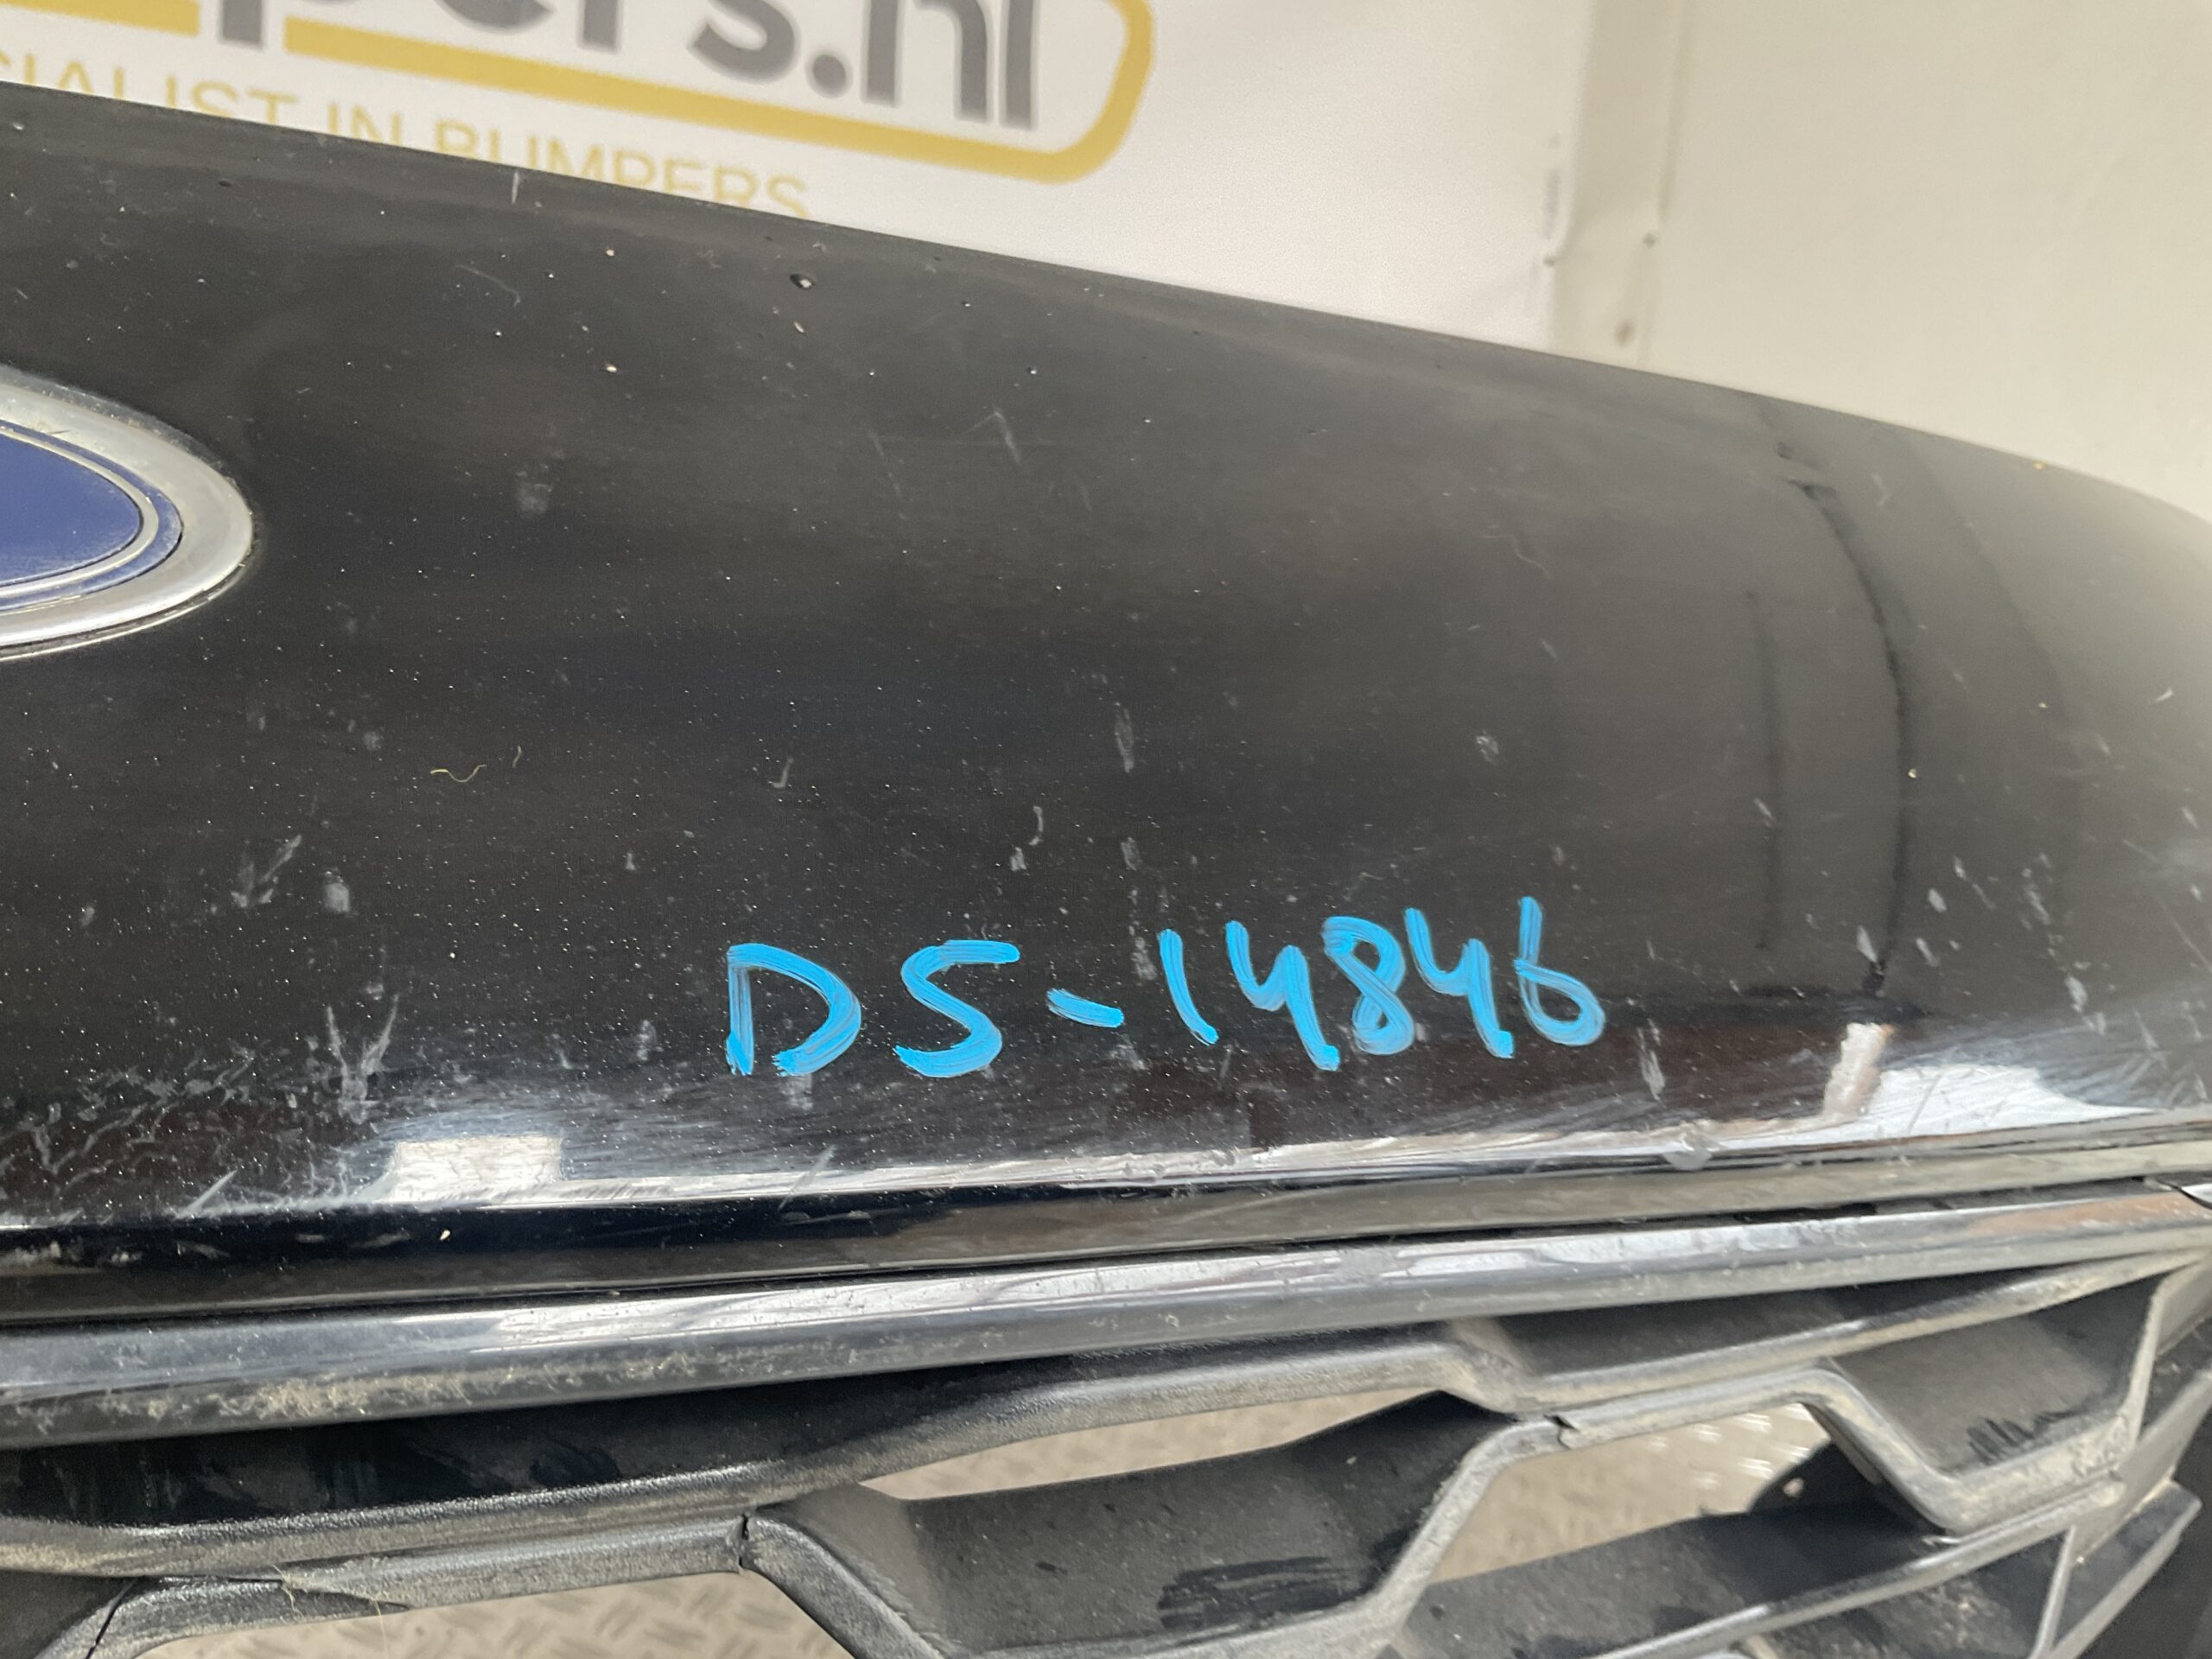 pers.nl
CIALIST IN BUMPERS
DS-14846